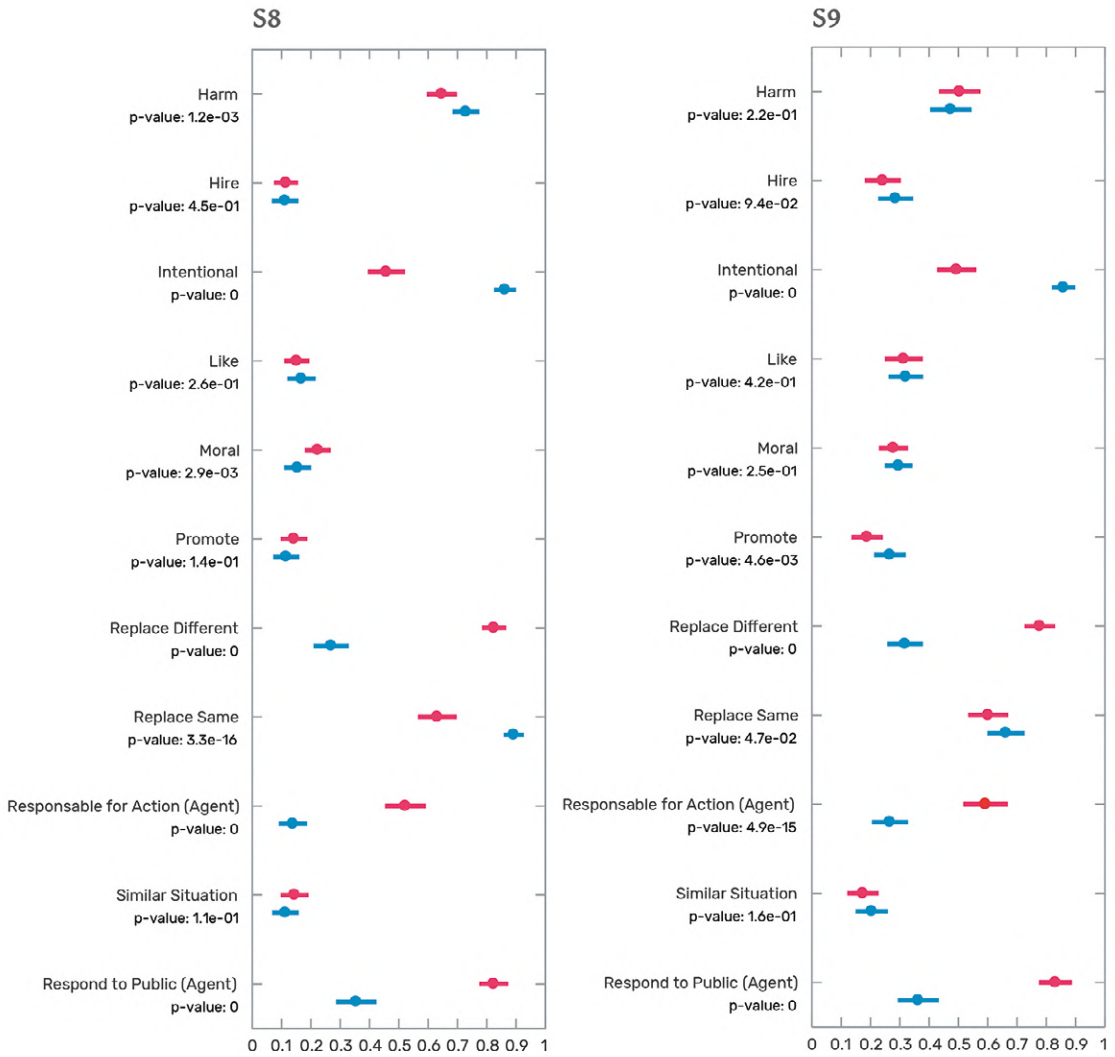 S8
Harm
p-value: 1.2e-03
Hire
p-value: 4.5e-01
Intentional
p-value: 0
Like
p-value: 2.6e-01
Moral
p-value: 2.9e-03
Promote
p-value: 1.4e-01
Replace Different
p-value: 0
Replace Same
p-value: 3.3e-16
Responsable for Action (Agent)
p-value: 0
Similar Situation
p-value: 1.1e-01
Respond to Public (Agent)
p-value: 0
0 0.1 0.2 0.3 0.4 0.5 0.6 0.7 0.8 0.9 1
S9
Harm
p-value: 2.2e-01
Hire
p-value: 9.4e-02
Intentional
p-value: 0
Like
p-value: 4.2e-01
Moral
p-value: 2.5e-01
Promote
p-value: 4.6e-03
Replace Different
p-value: 0
Replace Same
p-value: 4.7e-02
Responsable for Action (Agent)
p-value: 4.9e-15
Similar Situation
p-value: 1.6e-01
Respond to Public (Agent)
p-value: 0
0 0.1 0.2 0.3 0.4 0.5 0.6 0.7 0.8 0.9 1